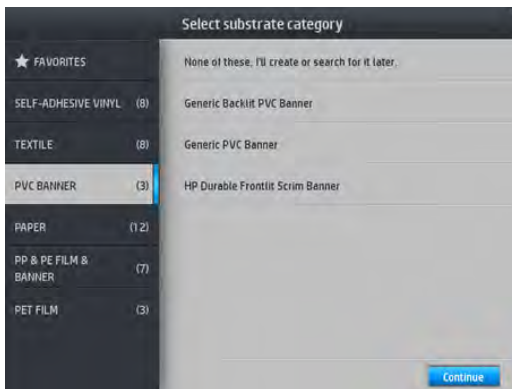 Select substrate category
FAVORITES
SELF-ADHESIVE VINYL (8)
TEXTILE (8)
PVC BANNER (3)
PAPER (12)
PP & PE FILM &
BANNER (7)
PET FILM (3)
None of these, I'll create or search for it later.
Generic Backlit PVC Banner
Generic PVC Banner
HP Durable Frontlit Scrim Banner
Continue